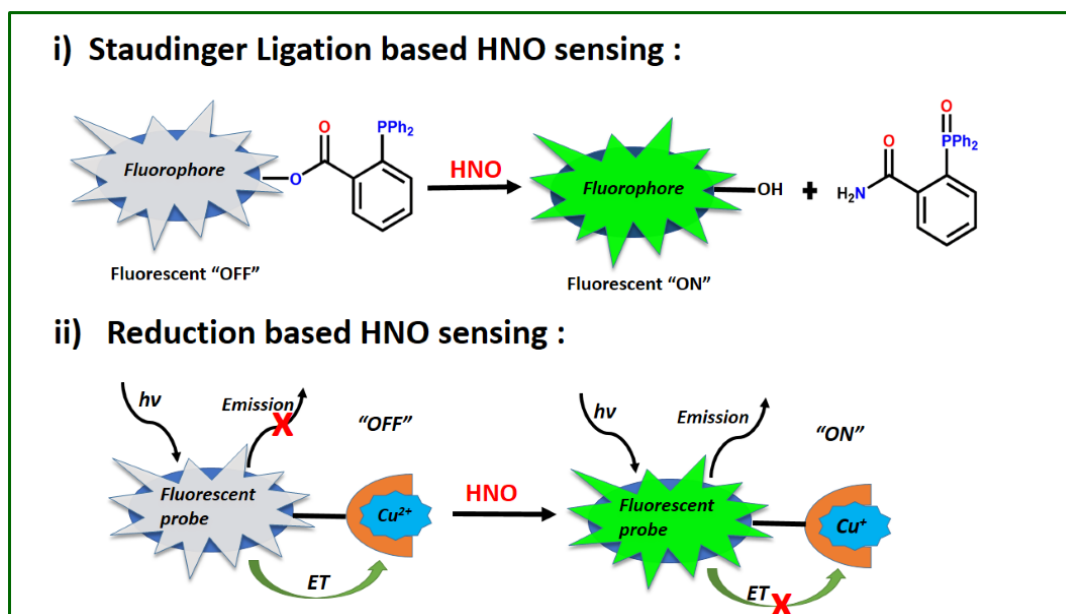 i) Staudinger Ligation based HNO sensing :
Fluorophore
O
O
PPh2
HNO
Fluorophore
OH
+
H2N
O
O
PPh2
Fluorescent “OFF”
Fluorescent “ON”
ii) Reduction based HNO sensing :
hν
Emission
X
“OFF”
Fluorescent
probe
Cu2+
ET
HNO
hν
Emission
“ON”
Fluorescent
probe
Cu+
ET
X